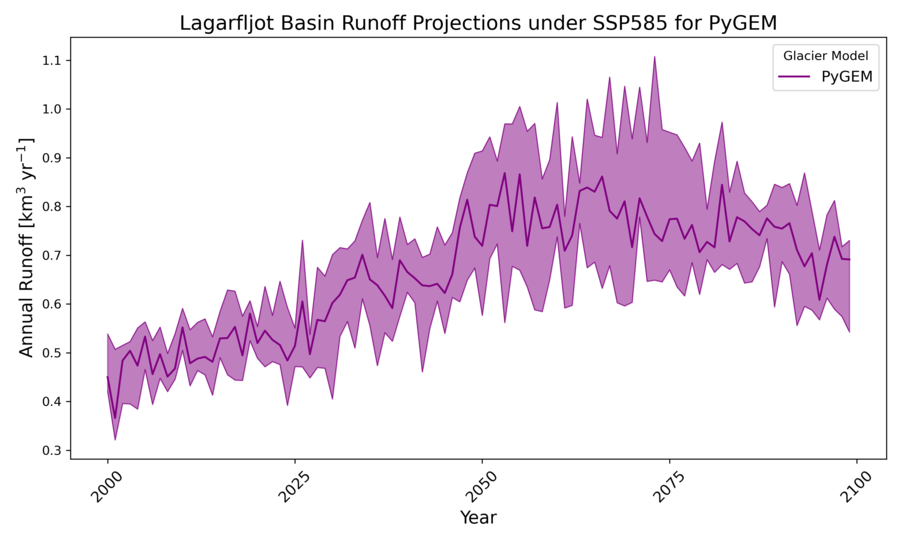 Lagarfljot Basin Runoff Projections under SSP585 for PyGEM
Glacier Model
PyGEM
Annual Runoff [km³ yr⁻¹]
1.1
1.0
0.9
0.8
0.7
0.6
0.5
0.4
0.3
2000
2025
2050
2075
2100
Year